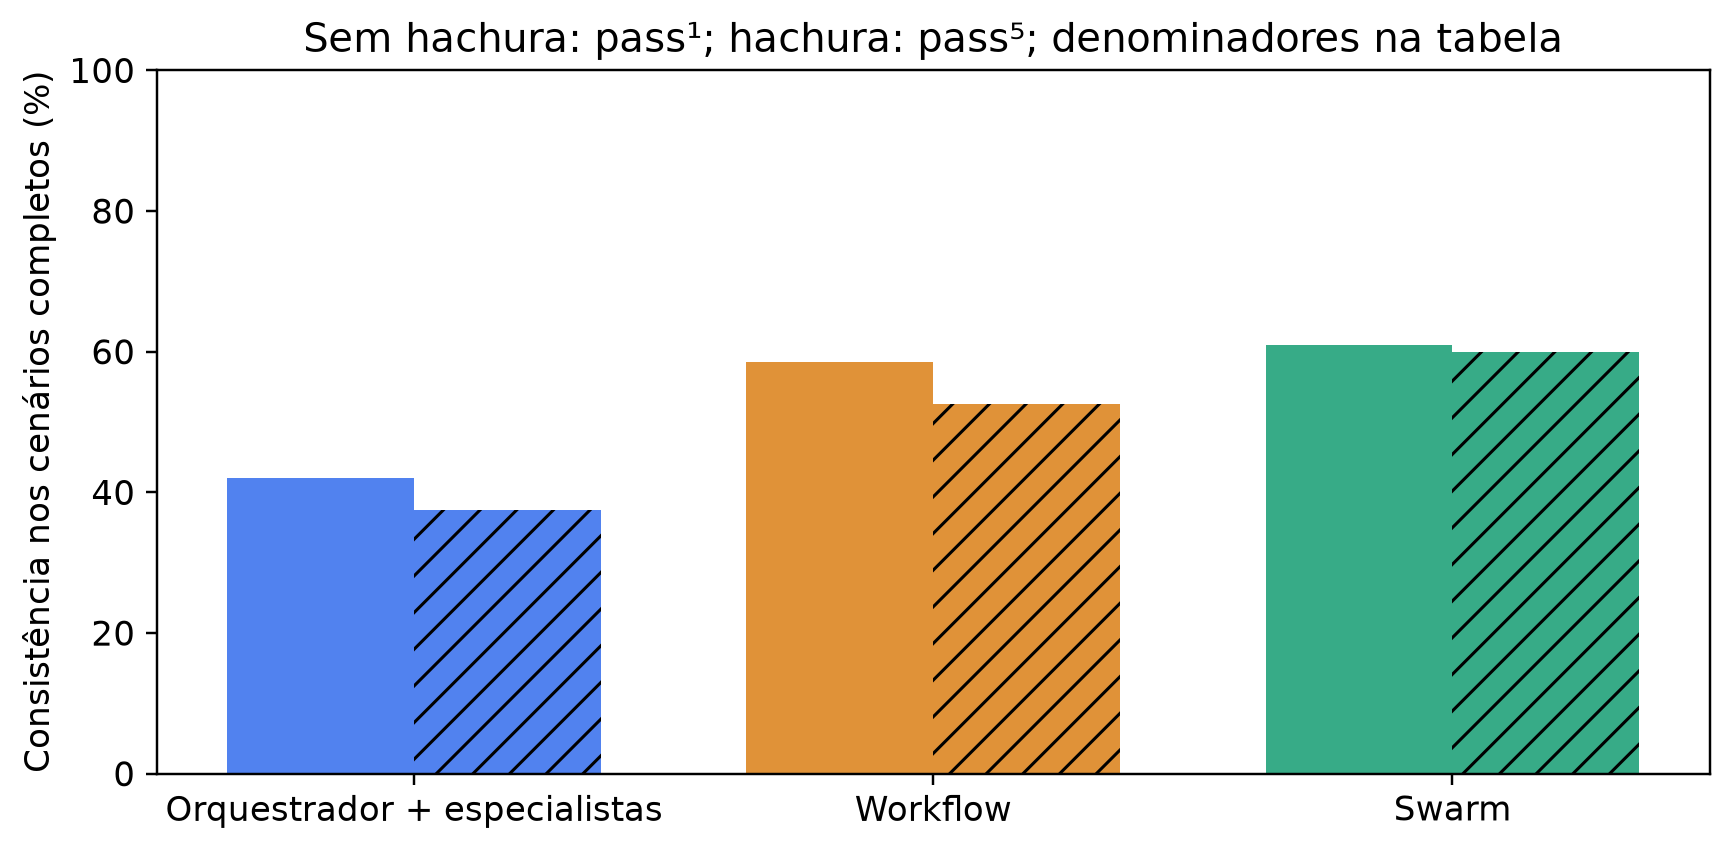 Sem hachura: pass¹; hachura: pass⁵; denominadores na tabela
Consistência nos cenários completos (%)
100
80
60
40
20
0
Orquestrador + especialistas
Workflow
Swarm